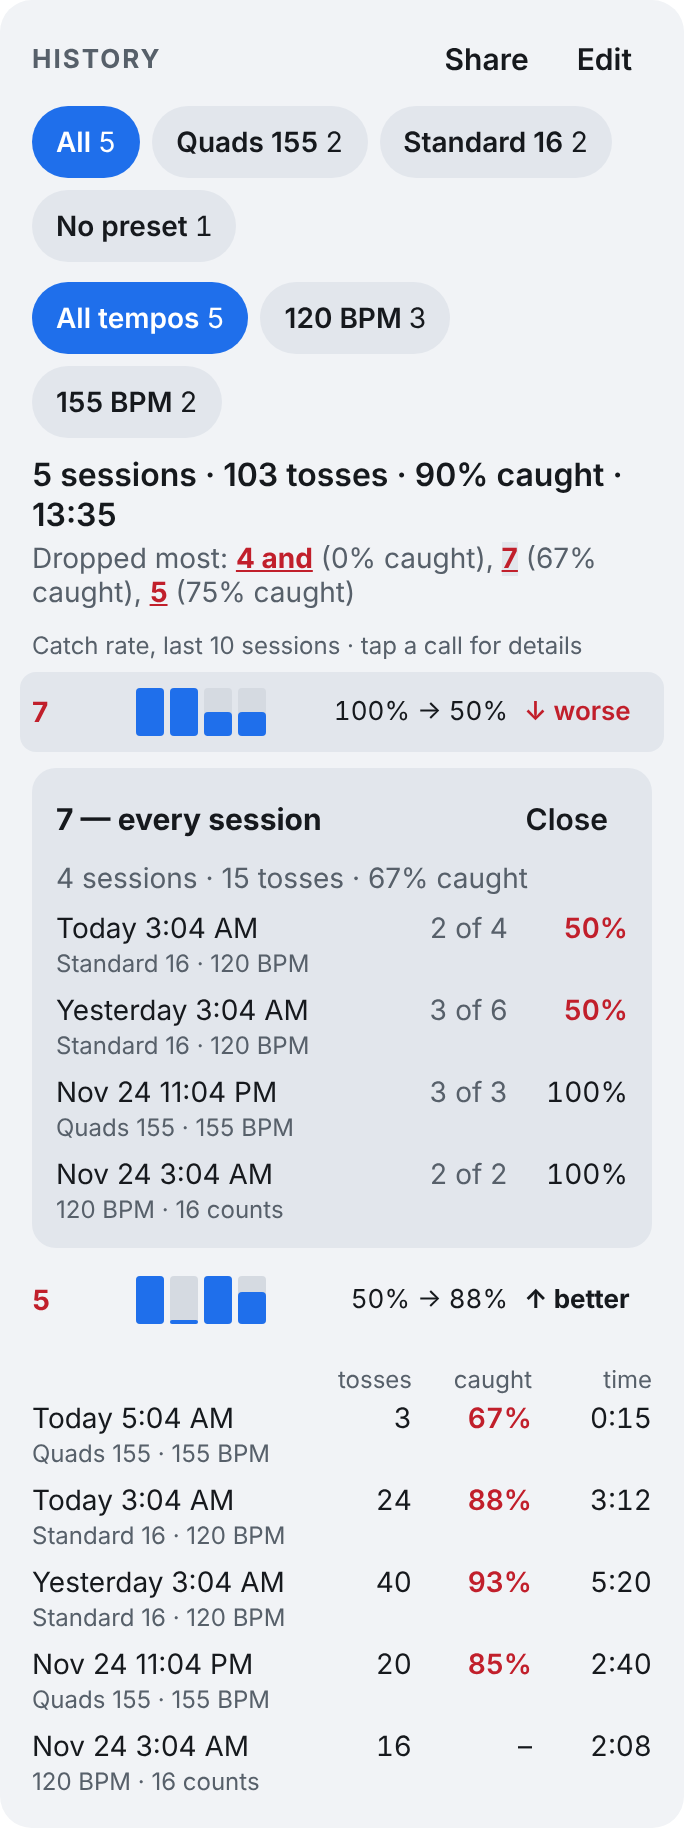 HISTORY Share Edit
All 5 Quads 155 2 Standard 16 2
No preset 1
All tempos 5 120 BPM 3
155 BPM 2
5 sessions · 103 tosses · 90% caught ·
13:35
Dropped most: 4 and (0% caught), 7 (67%
caught), 5 (75% caught)
Catch rate, last 10 sessions · tap a call for details
7 100% → 50% ↓ worse
7 — every session Close
4 sessions · 15 tosses · 67% caught
Today 3:04 AM 2 of 4 50%
Standard 16 · 120 BPM
Yesterday 3:04 AM 3 of 6 50%
Standard 16 · 120 BPM
Nov 24 11:04 PM 3 of 3 100%
Quads 155 · 155 BPM
Nov 24 3:04 AM 2 of 2 100%
120 BPM · 16 counts
5 50% → 88% ↑ better
tosses caught time
Today 5:04 AM 3 67% 0:15
Quads 155 · 155 BPM
Today 3:04 AM 24 88% 3:12
Standard 16 · 120 BPM
Yesterday 3:04 AM 40 93% 5:20
Standard 16 · 120 BPM
Nov 24 11:04 PM 20 85% 2:40
Quads 155 · 155 BPM
Nov 24 3:04 AM 16 – 2:08
120 BPM · 16 counts